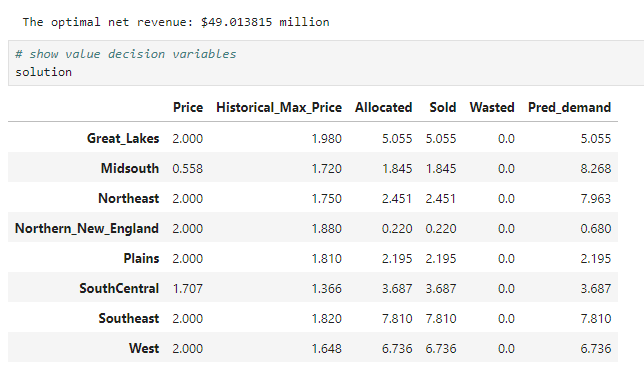 The optimal net revenue: $49.013815 million
# show value decision variables
solution
Price Historical_Max_Price Allocated Sold Wasted Pred_demand
Great_Lakes 2.000 1.980 5.055 5.055 0.0 5.055
Midsouth 0.558 1.720 1.845 1.845 0.0 8.268
Northeast 2.000 1.750 2.451 2.451 0.0 7.963
Northern_New_England 2.000 1.880 0.220 0.220 0.0 0.680
Plains 2.000 1.810 2.195 2.195 0.0 2.195
SouthCentral 1.707 1.366 3.687 3.687 0.0 3.687
Southeast 2.000 1.820 7.810 7.810 0.0 7.810
West 2.000 1.648 6.736 6.736 0.0 6.736